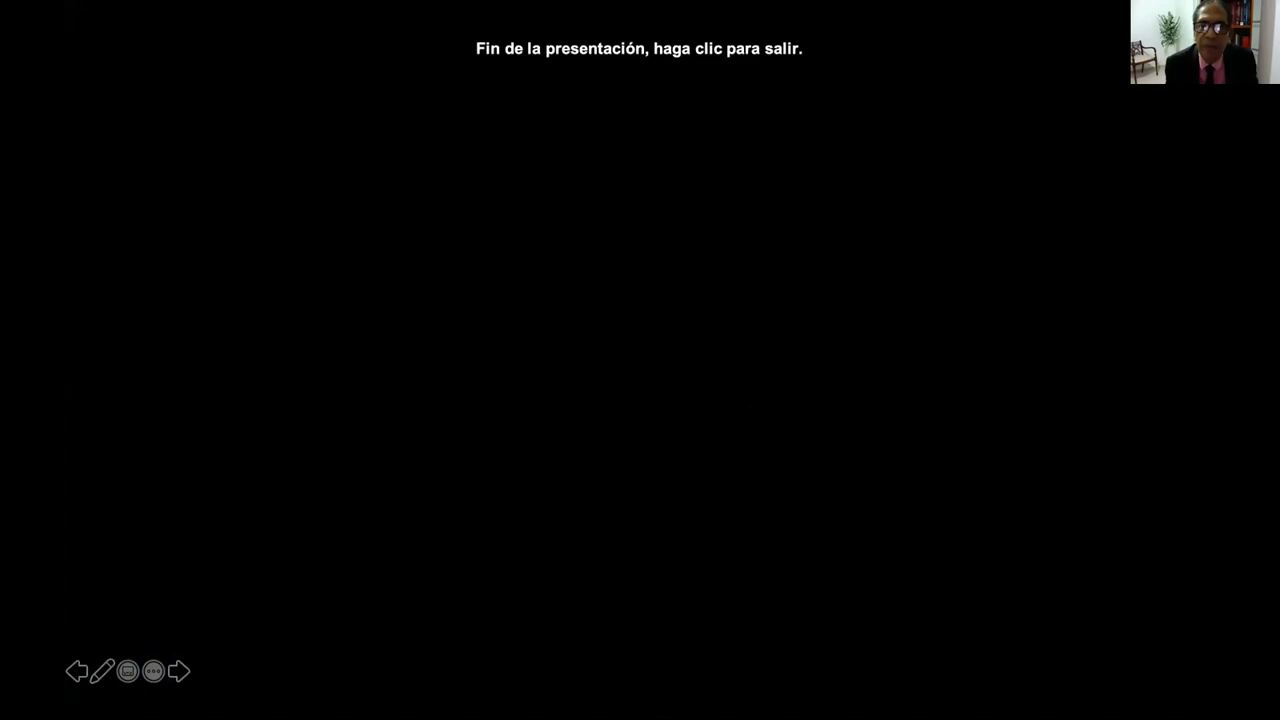 Fin de la presentación, haga clic para salir.